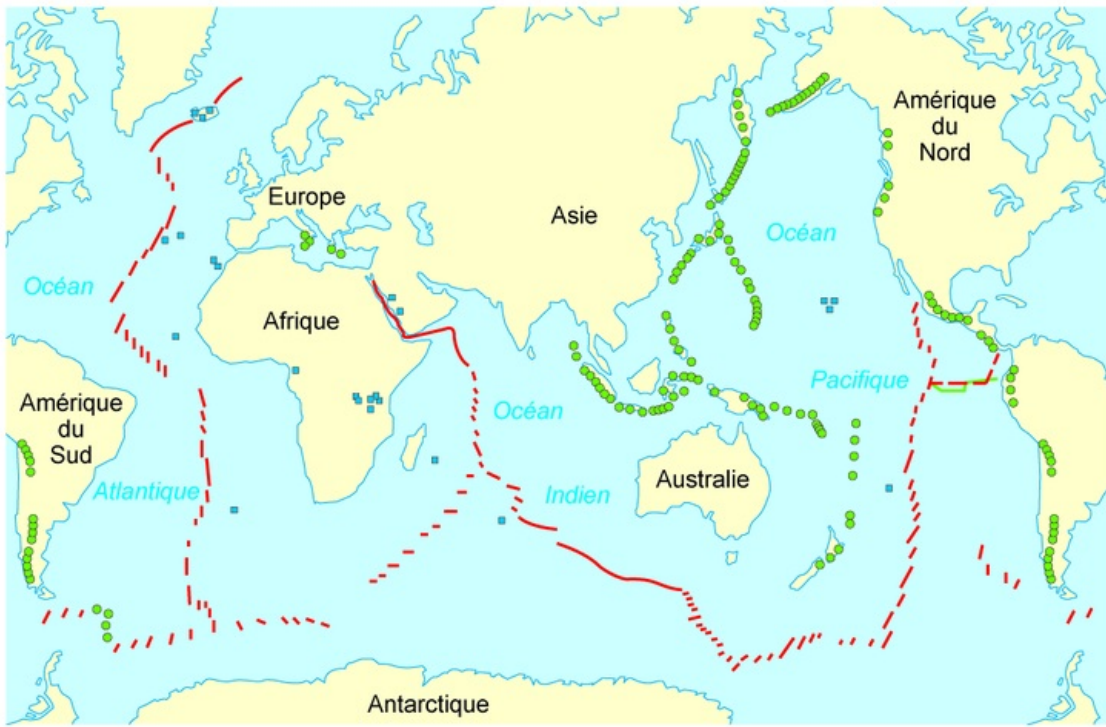 Amérique
du
Nord
Europe
Asie
Océan
Océan
Afrique
Pacifique
Amérique
du
Sud
Océan
Atlantique
Indien
Australie
Antarctique